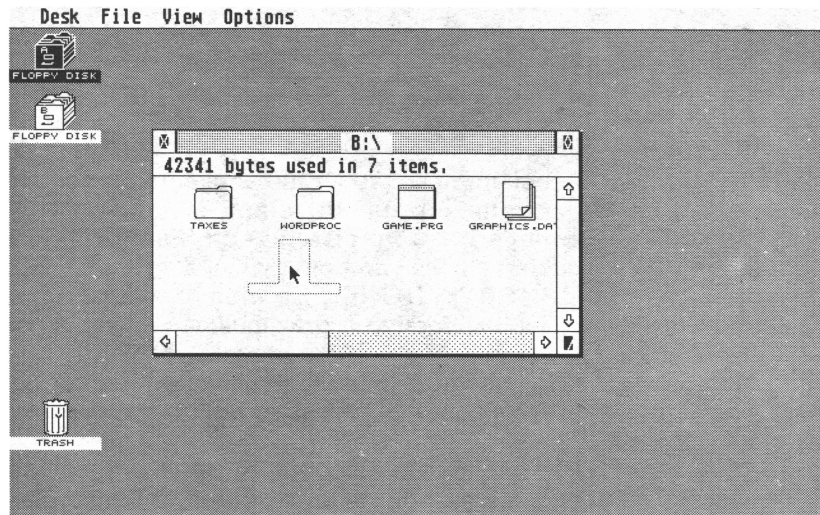 Desk File View Options
A
FLOPPY DISK
B
FLOPPY DISK
B:\
42341 bytes used in 7 items.
TAXES WORDPROC GAME.PRG GRAPHICS.DA
TRASH